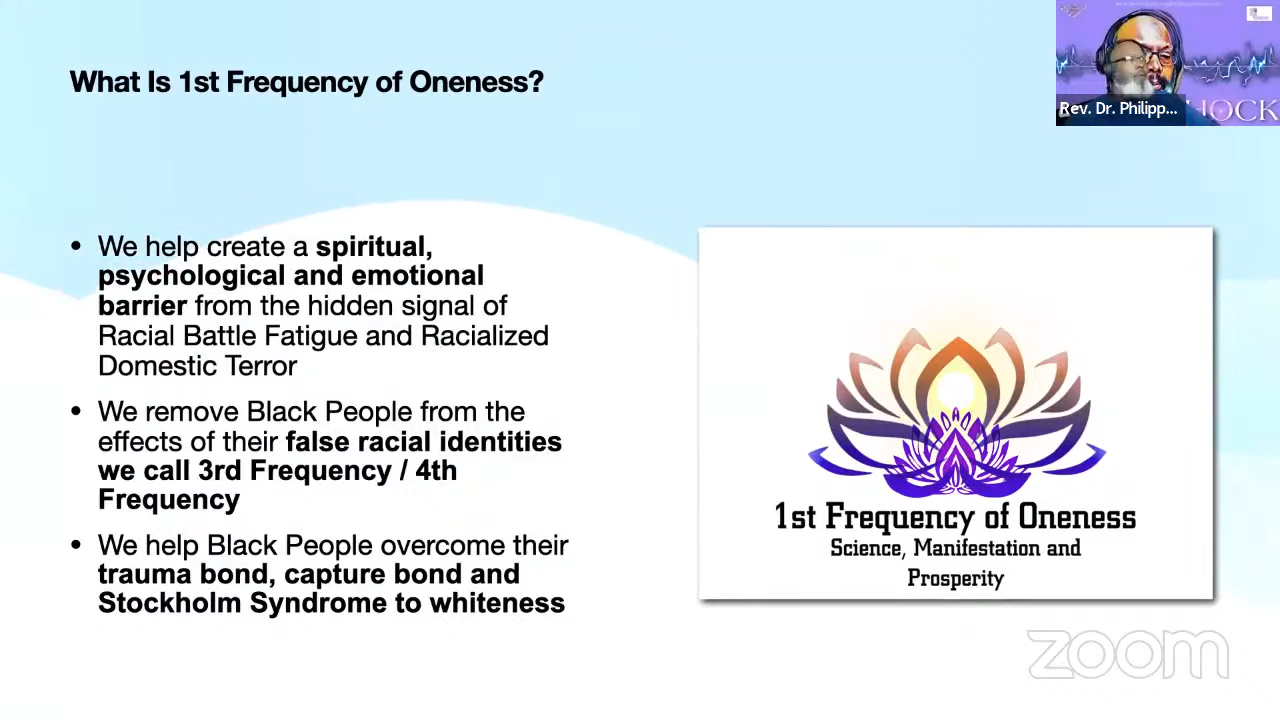 What Is 1st Frequency of Oneness?
Rev. Dr. Philipp...
HOCK
• We help create a spiritual,
psychological and emotional
barrier from the hidden signal of
Racial Battle Fatigue and Racialized
Domestic Terror
• We remove Black People from the
effects of their false racial identities
we call 3rd Frequency / 4th
Frequency
• We help Black People overcome their
trauma bond, capture bond and
Stockholm Syndrome to whiteness
1st Frequency of Oneness
Science, Manifestation and
Prosperity
zoom